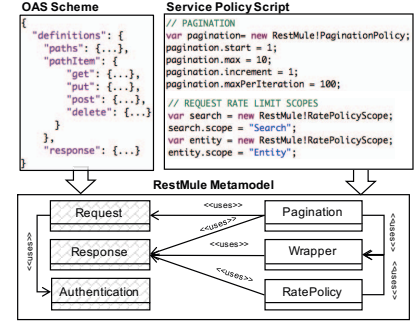 OAS Scheme
{
"definitions": {
"paths": {...},
"pathItem": {
"get": {...},
"put": {...},
"post": {...},
"delete": {...}
}
},
"response": {...}
}
Service Policy Script
// PAGINATION
var pagination= new RestMule!PaginationPolicy;
pagination.start = 1;
pagination.max = 10;
pagination.increment = 1;
pagination.maxPerIteration = 100;
// REQUEST RATE LIMIT SCOPES
var search = new RestMule!RatePolicyScope;
search.scope = "Search";
var entity = new RestMule!RatePolicyScope;
entity.scope = "Entity";
RestMule Metamodel
Request
<<uses>>
Pagination
<<uses>>
<<uses>>
Response
<<uses>>
Wrapper
<<uses>>
<<uses>>
Authentication
RatePolicy